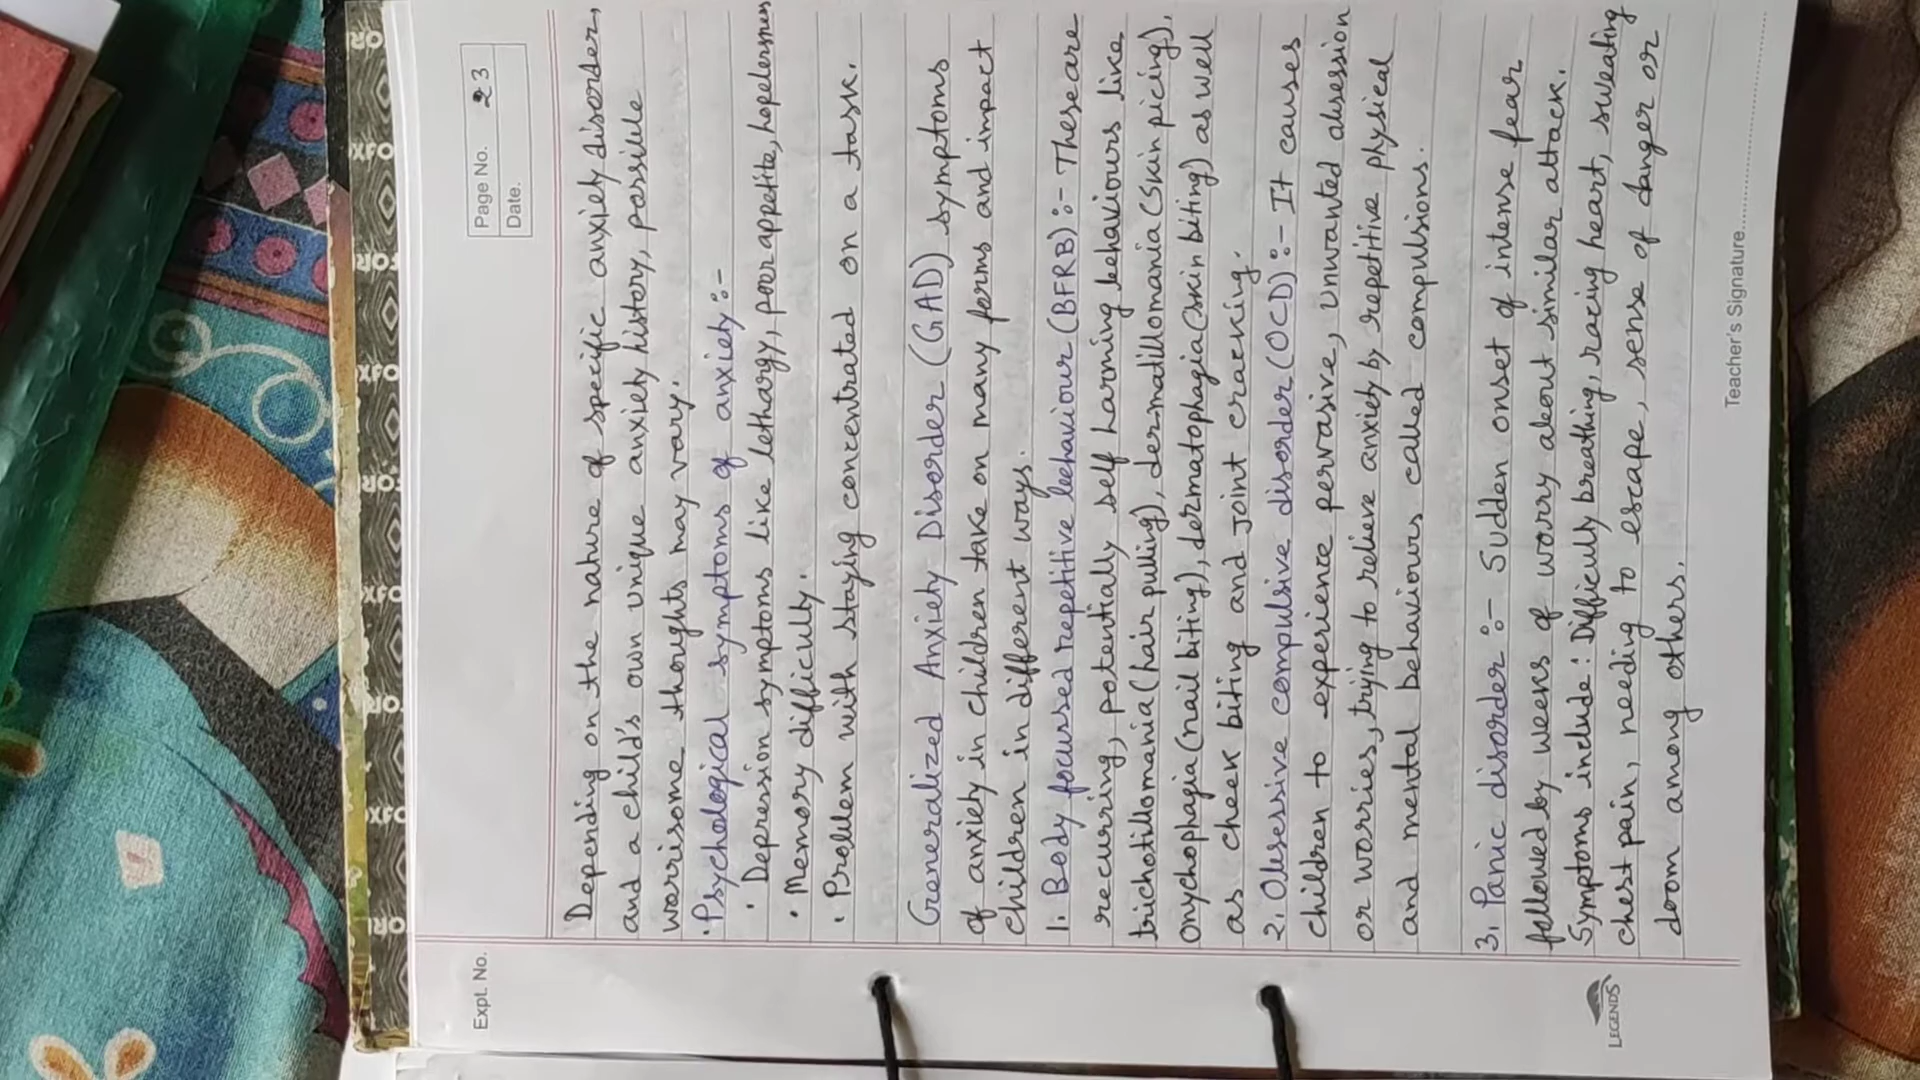 Expt. No.
Page No. 23
Date.
Depending on the nature of specific anxiety disorder,
and a child's own unique anxiety history, possible
worrisome thoughts may vary.
• Psychological symptoms of anxiety:-
• Depression symptoms like lethargy, poor appetite, hopelessness
• Memory difficulty.
• Problem with staying concentrated on a task.
Generalized Anxiety Disorder (GAD) symptoms
of anxiety in children take on many forms and impact
children in different ways.
1. Body focussed repetitive behaviour (BFRB):- These are
recurring, potentially self harming behaviours like
trichotillomania (hair pulling), dermatillomania (skin picing),
onychophagia (nail biting), dermatophagia (skin biting) as well
as cheek biting and joint cracking.
2. Obsessive compulsive disorder (OCD):- It causes
children to experience pervasive, unwanted obsession
or worries, trying to relieve anxiety by repetitive physical
and mental behaviours called compulsions.
3. Panic disorder :- Sudden onset of intense fear
followed by weeks of worry about similar attack.
Symptoms include: Difficulty breathing, racing heart, sweating
chest pain, needing to escape, sense of danger or
doom among others.
LEGENDS
Teacher's Signature